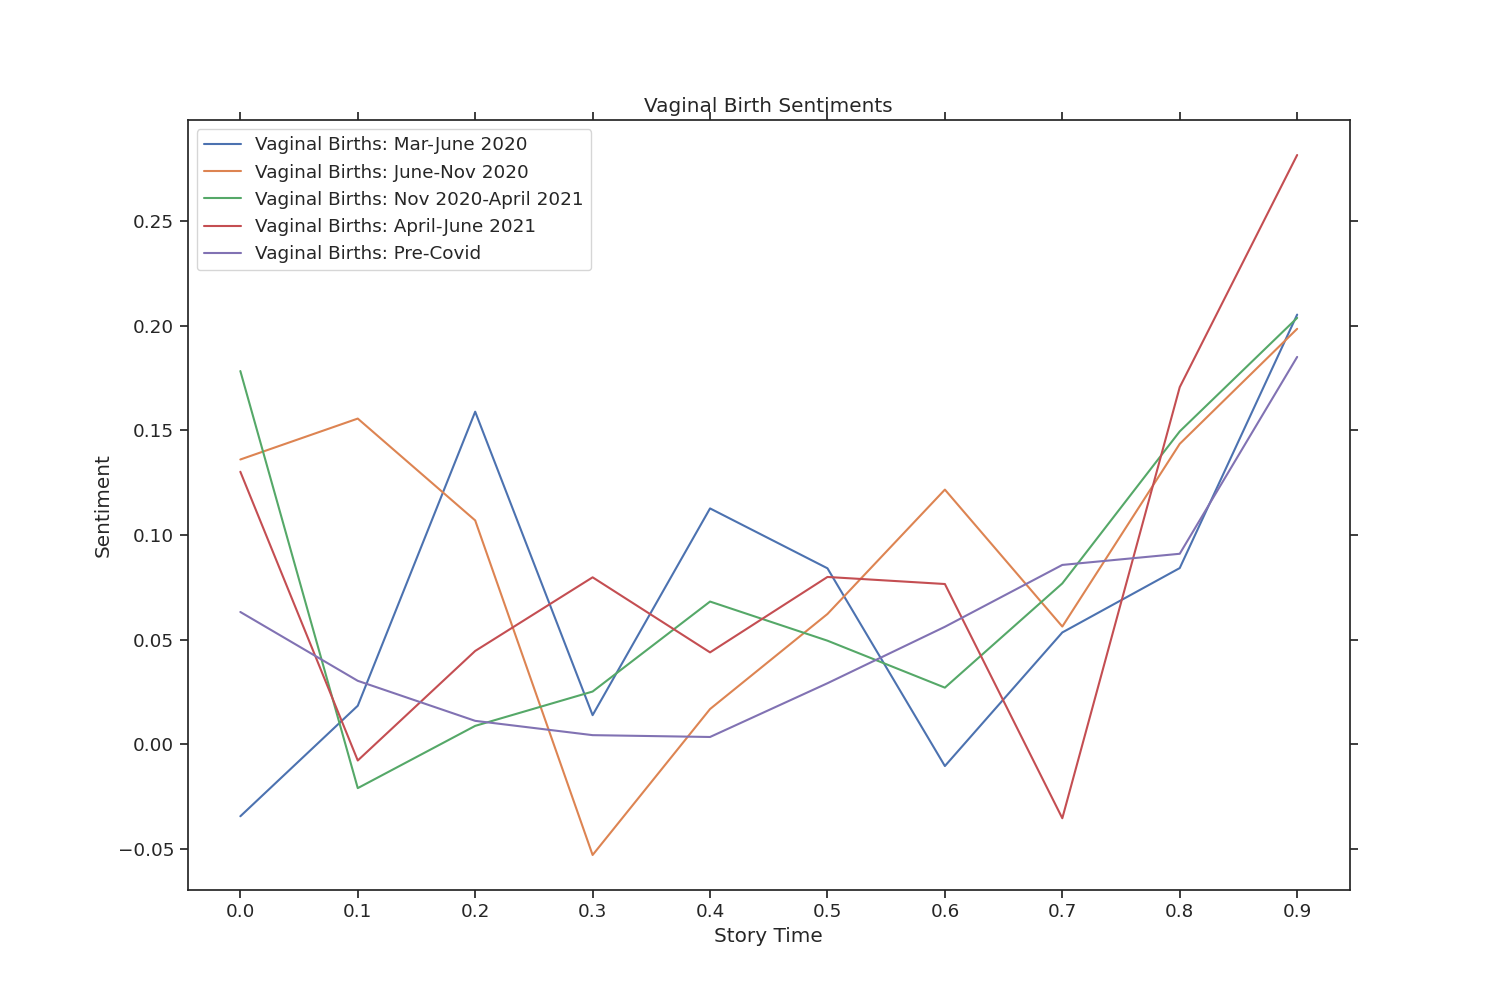 Vaginal Birth Sentiments
Vaginal Births: Mar-June 2020
Vaginal Births: June-Nov 2020
Vaginal Births: Nov 2020-April 2021
Vaginal Births: April-June 2021
Vaginal Births: Pre-Covid
0.25
0.20
0.15
0.10
0.05
0.00
−0.05
Sentiment
0.0 0.1 0.2 0.3 0.4 0.5 0.6 0.7 0.8 0.9
Story Time